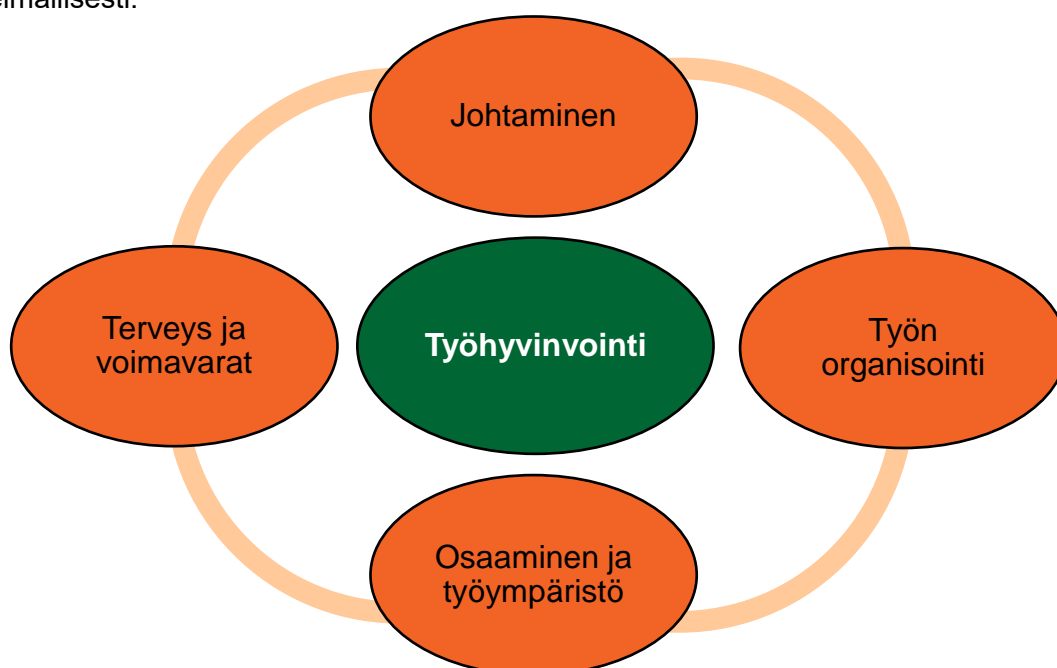 Johtaminen
Terveys ja
voimavarat
Työhyvinvointi
Työn
organisointi
Osaaminen ja
työympäristö